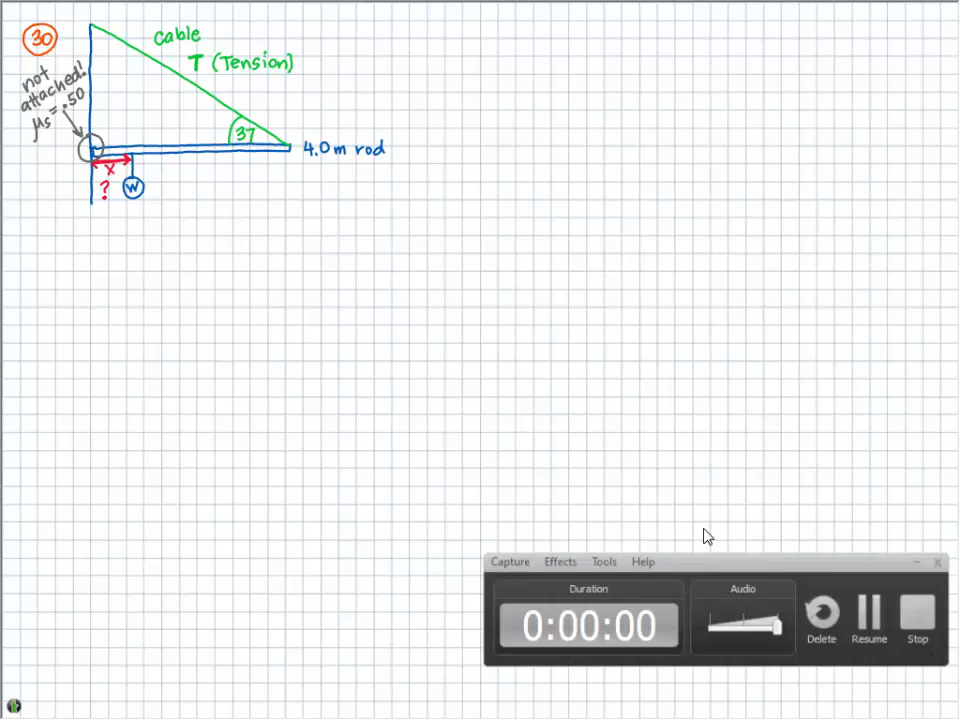 30
cable
T (Tension)
not
attached!
μs = .50
37
4.0m rod
x
?
W
Capture Effects Tools Help
Duration
Audio
0:00:00
Delete
Resume
Stop